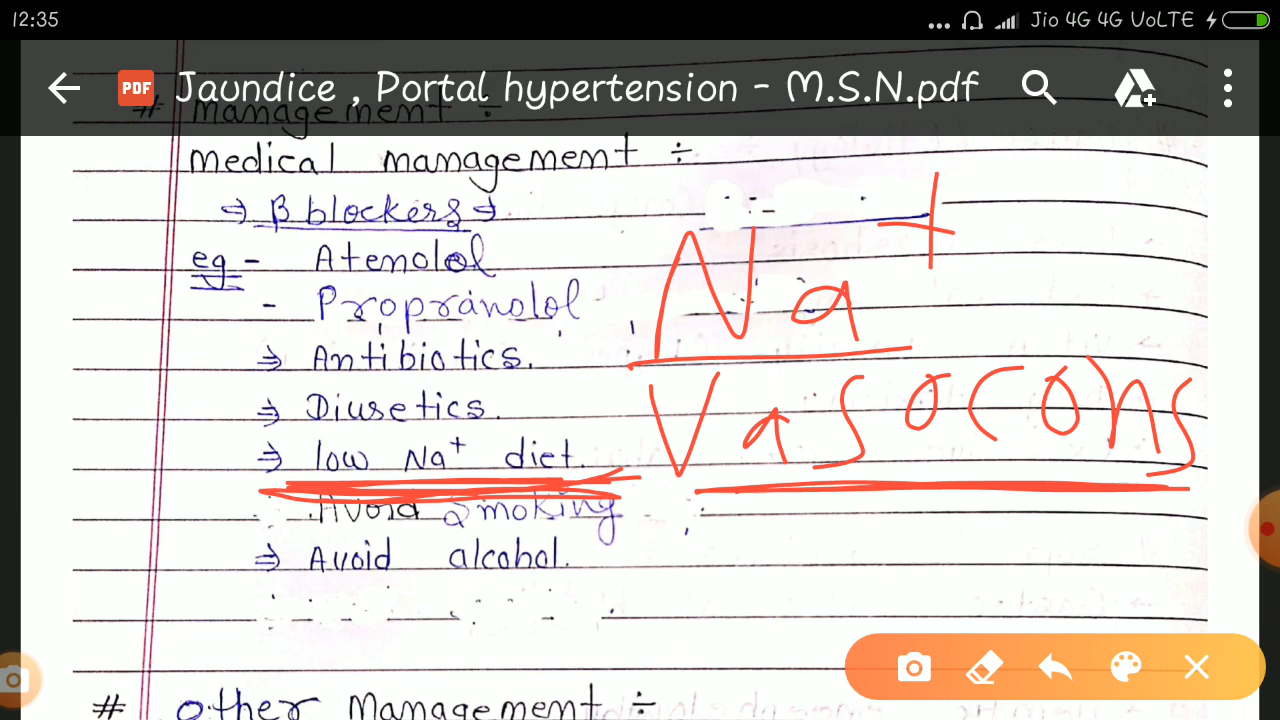 12:35 ... Jio 4G 4G VoLTE
PDF Jaundice , Portal hypertension - M.S.N.pdf
# Management ÷
medical management ÷
→ β blockers →
eg - Atenolol
- Propranolol
⇒ Antibiotics.
⇒ Diuretics.
⇒ low Na+ diet.
Avoid smoking
⇒ Avoid alcohol.
# other Management ÷
Na+
Vasocons